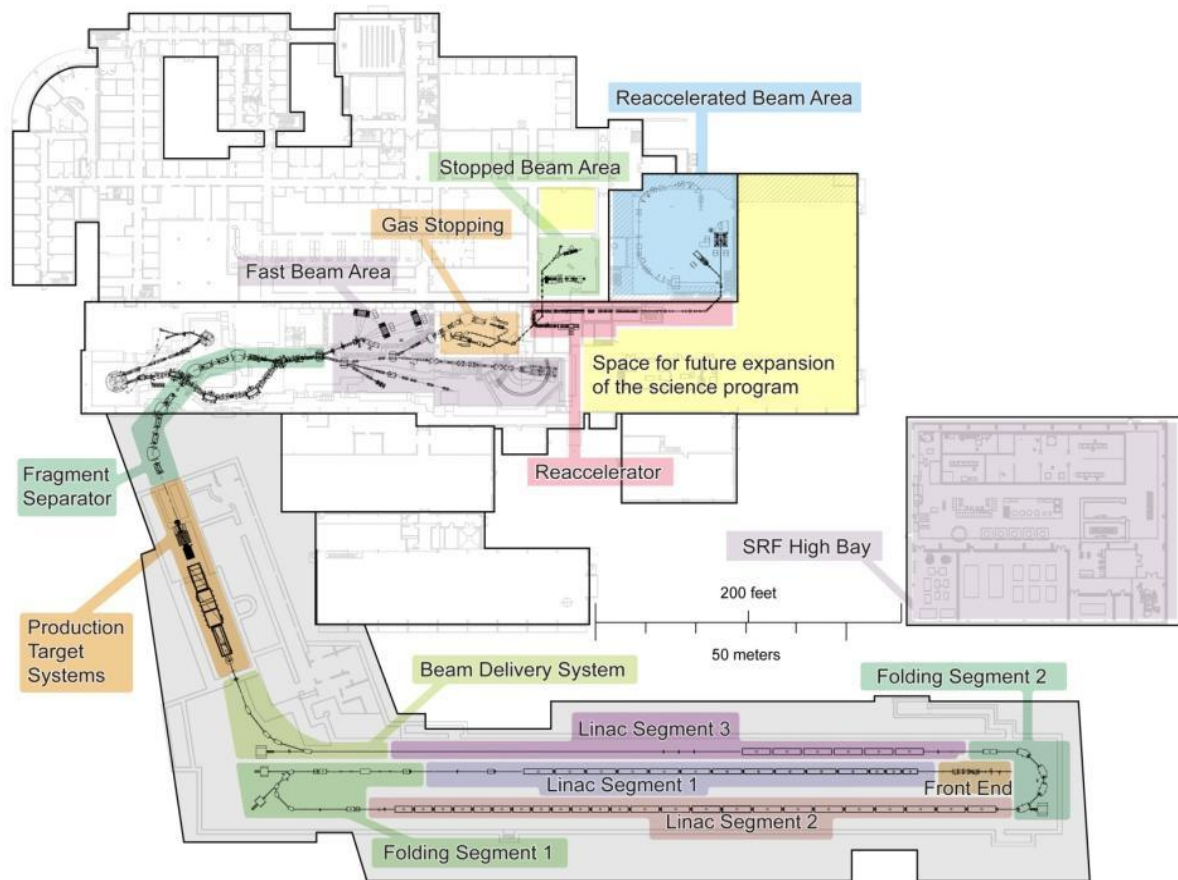 Reaccelerated Beam Area
Stopped Beam Area
Gas Stopping
Fast Beam Area
Space for future expansion
of the science program
Fragment
Separator
Reaccelerator
SRF High Bay
200 feet
50 meters
Production
Target
Systems
Beam Delivery System
Folding Segment 2
Linac Segment 3
Linac Segment 1
Front End
Linac Segment 2
Folding Segment 1